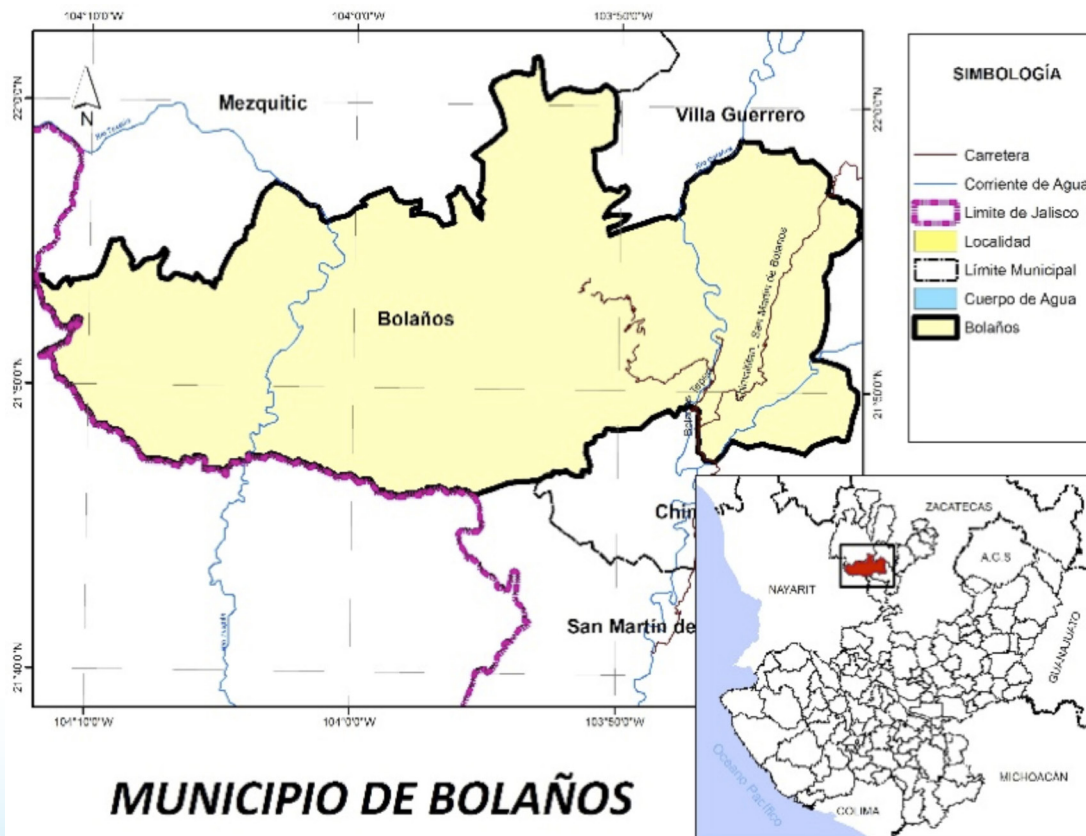 104°10'0"W
104°0'0"W
103°50'0"W
22°0'0"N
22°0'0"N
21°50'0"N
21°50'0"N
21°40'0"N
104°10'0"W
104°0'0"W
103°50'0"W
N
Mezquitic
Villa Guerrero
Bolaños
San Martín de Bolaños
Bolaños
Chim
San Martín de
SIMBOLOGÍA
Carretera
Corriente de Agua
Limite de Jalisco
Localidad
Límite Municipal
Cuerpo de Agua
Bolaños
ZACATECAS
A.G.S
NAYARIT
GUANAJUATO
MICHOACÁN
COLIMA
Oceano Pacífico
MUNICIPIO DE BOLAÑOS